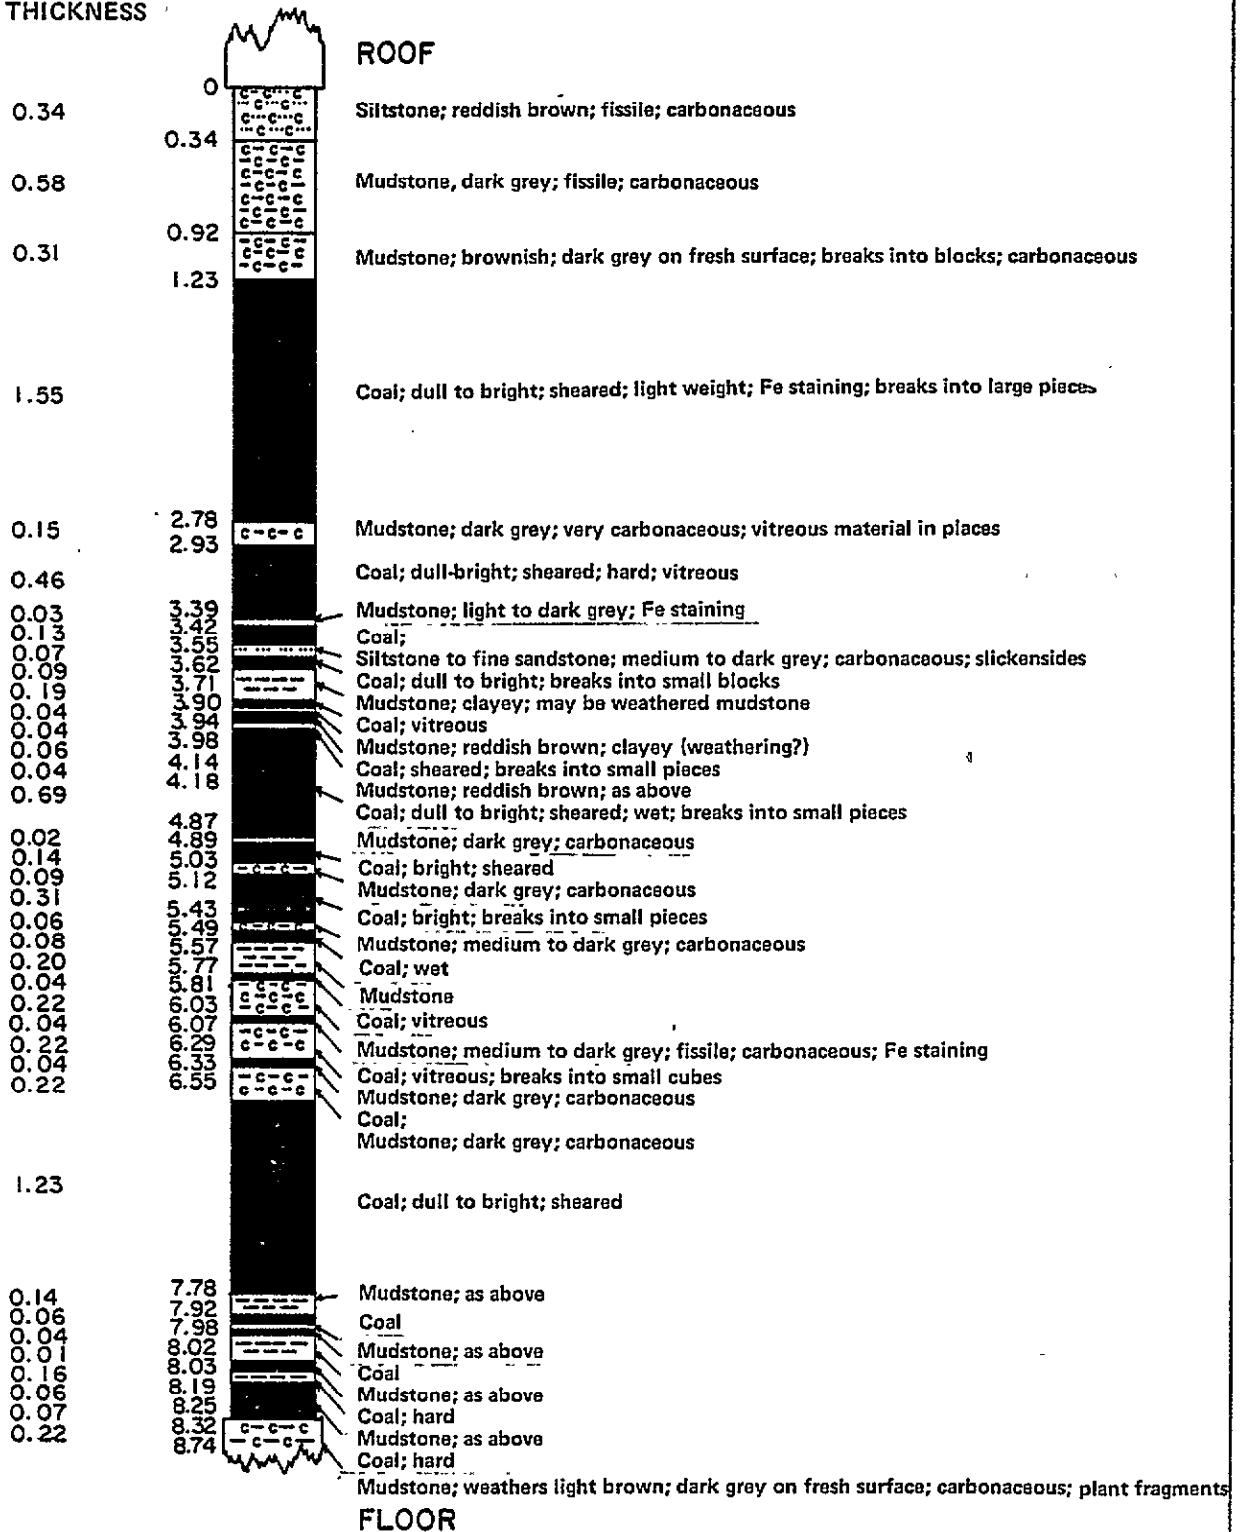 THICKNESS
ROOF
0
0.34 Siltstone; reddish brown; fissile; carbonaceous
0.34
0.58 Mudstone, dark grey; fissile; carbonaceous
0.92
0.31 Mudstone; brownish; dark grey on fresh surface; breaks into blocks; carbonaceous
1.23
1.55 Coal; dull to bright; sheared; light weight; Fe staining; breaks into large pieces
2.78
0.15 Mudstone; dark grey; very carbonaceous; vitreous material in places
2.93
0.46 Coal; dull-bright; sheared; hard; vitreous
0.03 3.39 Mudstone; light to dark grey; Fe staining
0.13 3.42 Coal;
0.07 3.55 Siltstone to fine sandstone; medium to dark grey; carbonaceous; slickensides
0.09 3.62 Coal; dull to bright; breaks into small blocks
0.19 3.71 Mudstone; clayey; may be weathered mudstone
0.04 3.90 Coal; vitreous
0.04 3.94 Mudstone; reddish brown; clayey (weathering?)
0.06 3.98 Coal; sheared; breaks into small pieces
0.04 4.14 Mudstone; reddish brown; as above
0.69 4.18 Coal; dull to bright; sheared; wet; breaks into small pieces
4.87
0.02 4.89 Mudstone; dark grey; carbonaceous
0.14 5.03 Coal; bright; sheared
0.09 5.12 Mudstone; dark grey; carbonaceous
0.31 5.43 Coal; bright; breaks into small pieces
0.06 5.49 Mudstone; medium to dark grey; carbonaceous
0.08 5.57 Coal; wet
0.20 5.77 Mudstone
0.04 5.81 Coal; vitreous
0.22 6.03 Mudstone; medium to dark grey; fissile; carbonaceous; Fe staining
0.04 6.07 Coal; vitreous; breaks into small cubes
0.22 6.29 Mudstone; dark grey; carbonaceous
0.04 6.33 Coal;
0.22 6.55 Mudstone; dark grey; carbonaceous
1.23 Coal; dull to bright; sheared
7.78
0.14 7.92 Mudstone; as above
0.06 7.98 Coal
0.04 8.02 Mudstone; as above
0.01 8.03 Coal
0.16 8.19 Mudstone; as above
0.06 8.25 Coal; hard
0.07 8.32 Mudstone; as above
0.22 8.74 Coal; hard
Mudstone; weathers light brown; dark grey on fresh surface; carbonaceous; plant fragments
FLOOR